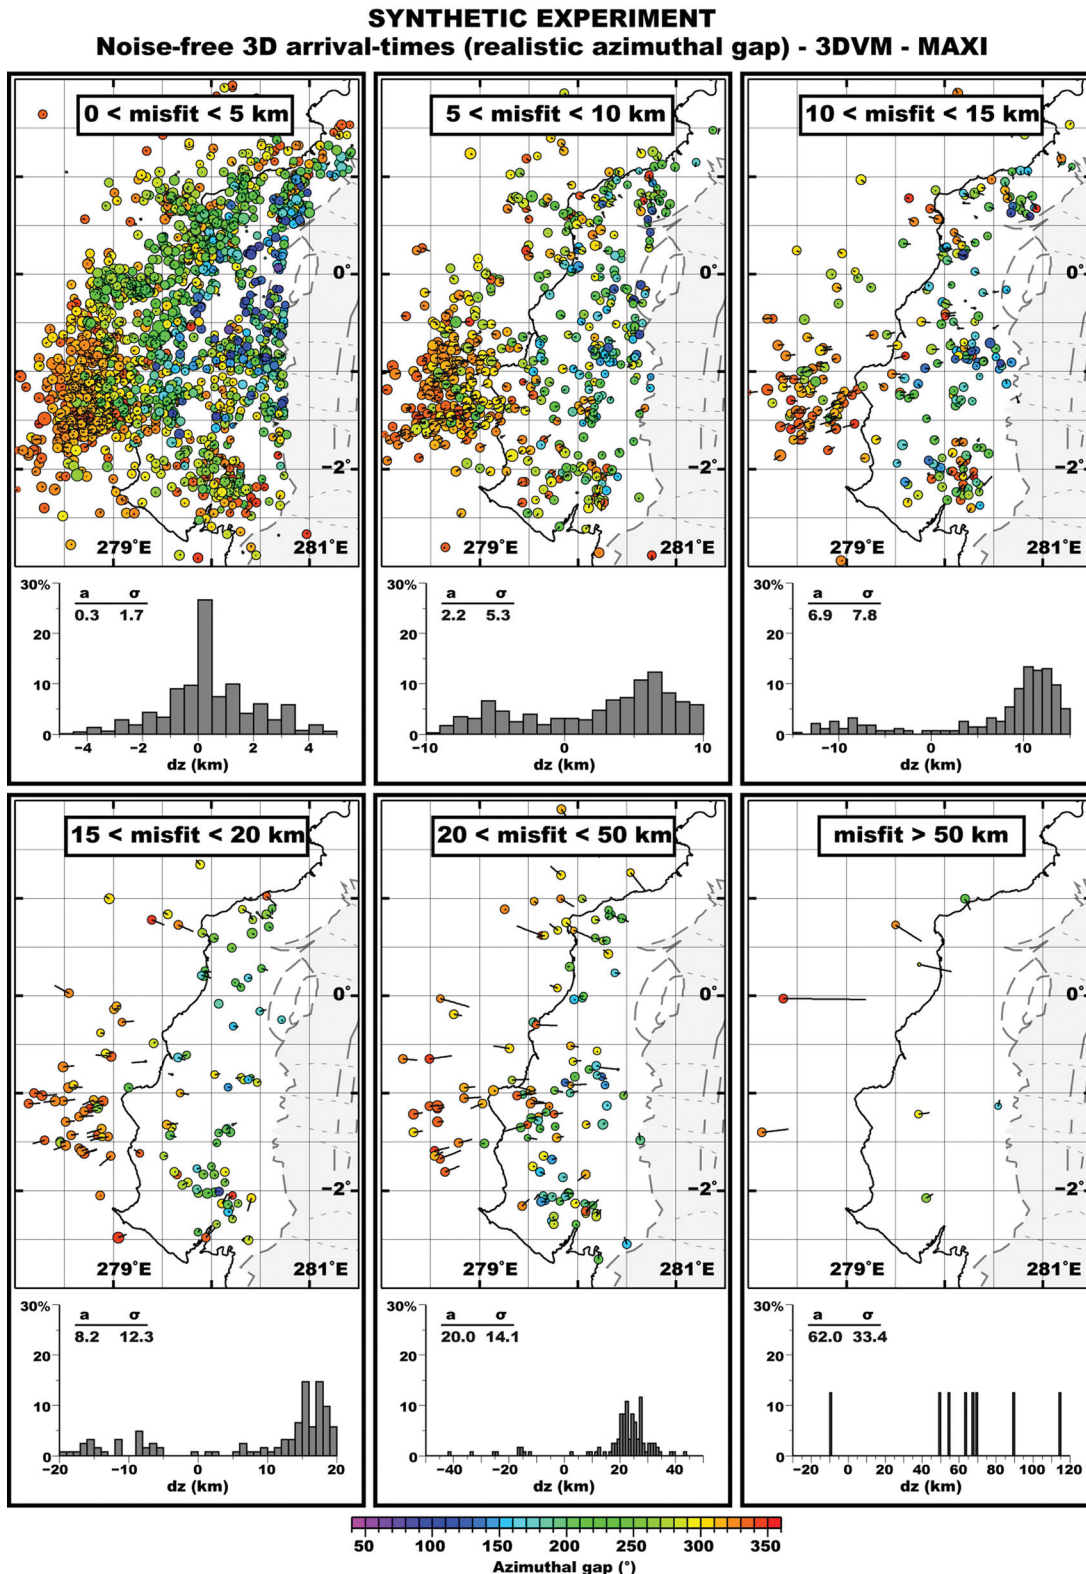 SYNTHETIC EXPERIMENT
Noise-free 3D arrival-times (realistic azimuthal gap) - 3DVM - MAXI
0 < misfit < 5 km
5 < misfit < 10 km
10 < misfit < 15 km
0°
0°
0°
−2°
−2°
−2°
279°E 281°E
279°E 281°E
279°E 281°E
30%
20
10
0
a σ
0.3 1.7
−4 −2 0 2 4
dz (km)
a σ
2.2 5.3
30%
20
10
0
−10 0 10
dz (km)
a σ
6.9 7.8
30%
20
10
0
−10 0 10
dz (km)
15 < misfit < 20 km
20 < misfit < 50 km
misfit > 50 km
0°
0°
0°
−2°
−2°
−2°
279°E 281°E
279°E 281°E
279°E 281°E
30%
20
10
0
a σ
8.2 12.3
−20 −10 0 10 20
dz (km)
30%
20
10
0
a σ
20.0 14.1
−40 −20 0 20 40
dz (km)
30%
20
10
0
a σ
62.0 33.4
−30 −20 0 20 40 60 80 100 120
dz (km)
50 100 150 200 250 300 350
Azimuthal gap (°)